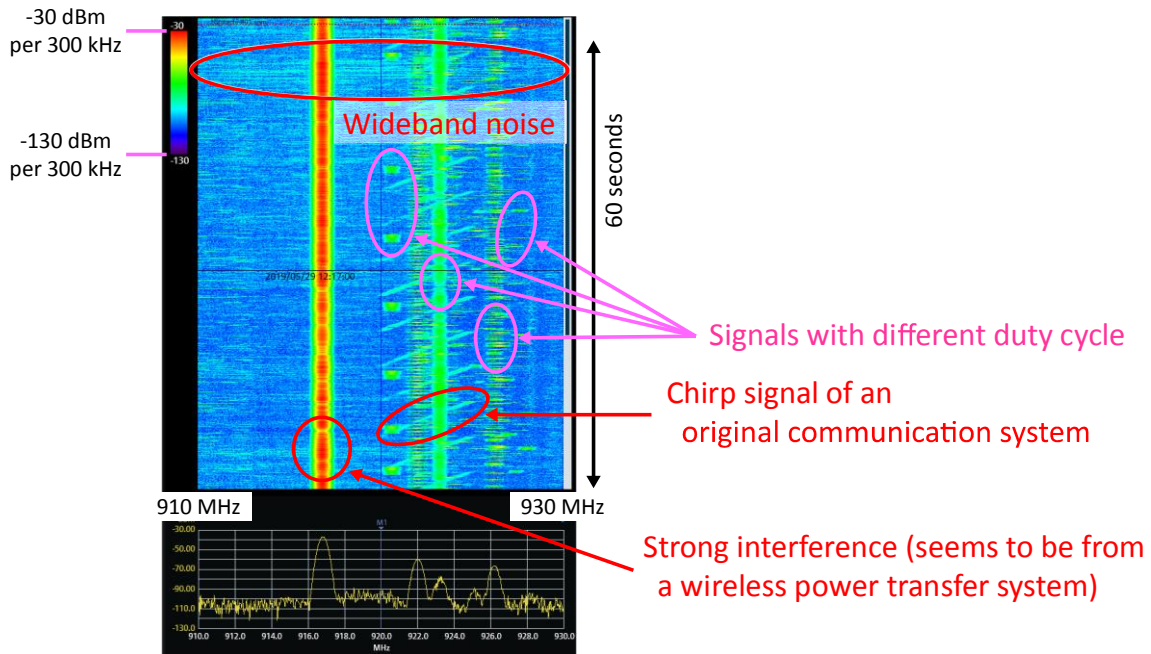 -30 dBm
per 300 kHz
-30
Wideband noise
-130 dBm
per 300 kHz
-130
60 seconds
2019/05/29 12:17:00
Signals with different duty cycle
Chirp signal of an
original communication system
910 MHz
930 MHz
Strong interference (seems to be from
a wireless power transfer system)
M1
-30.00
-50.00
-70.00
-90.00
-110.0
-130.0
910.0 912.0 914.0 916.0 918.0 920.0 922.0 924.0 926.0 928.0 930.0
MHz